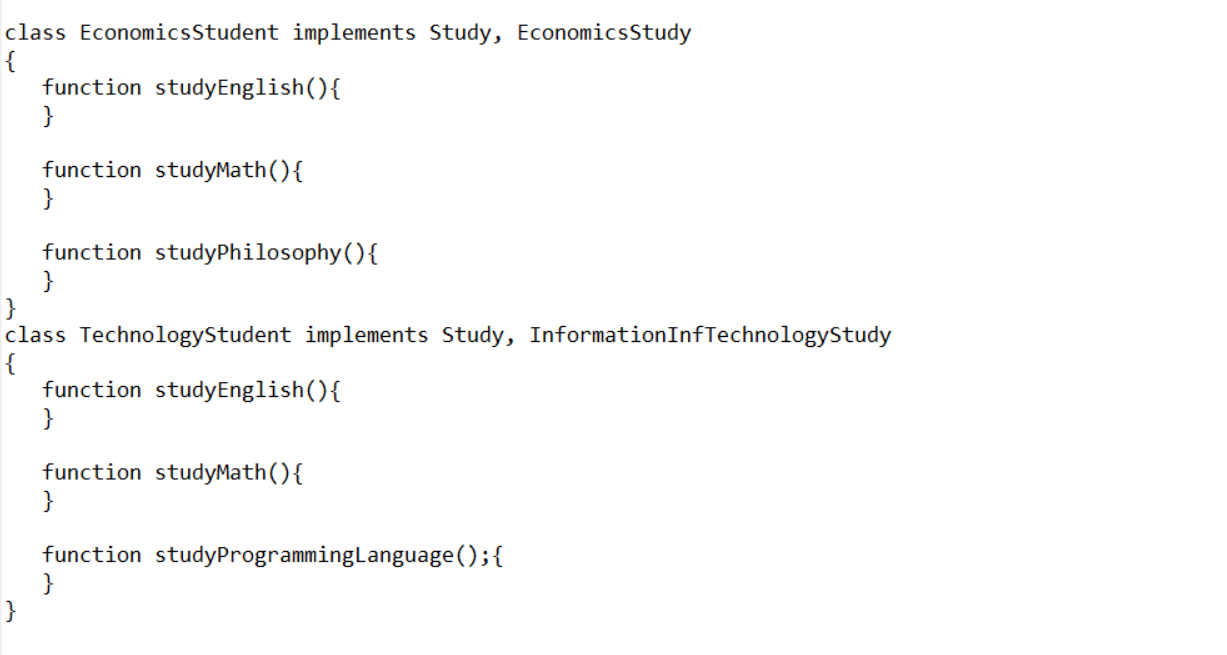 class EconomicsStudent implements Study, EconomicsStudy
{
   function studyEnglish(){
   }

   function studyMath(){
   }

   function studyPhilosophy(){
   }
}
class TechnologyStudent implements Study, InformationInfTechnologyStudy
{
   function studyEnglish(){
   }

   function studyMath(){
   }

   function studyProgrammingLanguage();{
   }
}